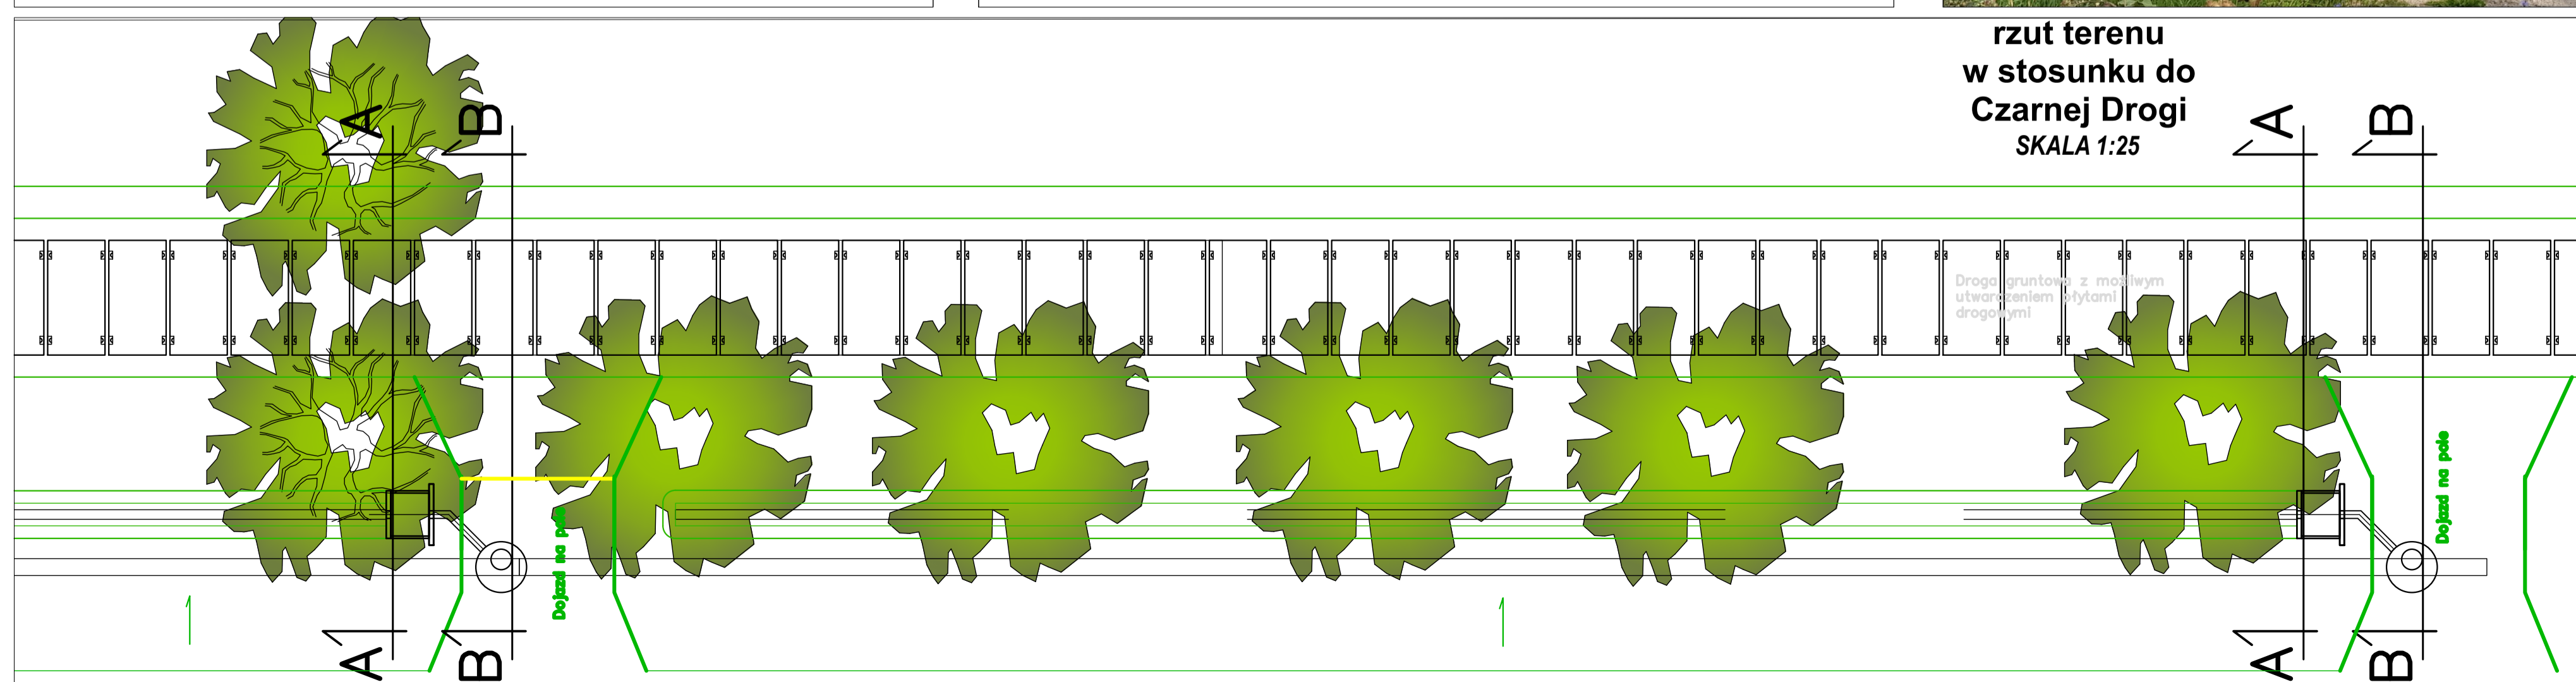 rzut terenu
w stosunku do
Czarnej Drogi
SKALA 1:25
A
B
A
B
Droga gruntowa z możliwym
utwardzeniem płytami
drogowymi
Dojazd na pole
Dojazd na pole
A
B
A
B